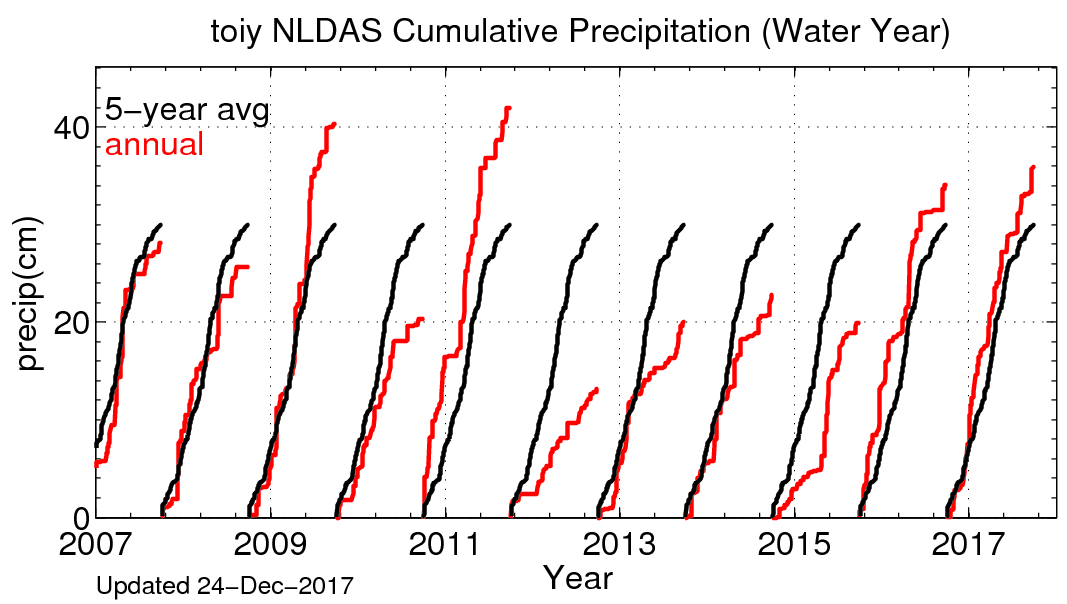 toiy NLDAS Cumulative Precipitation (Water Year)
5−year avg
annual
precip(cm)
40
20
0
2007 2009 2011 2013 2015 2017
Year
Updated 24−Dec−2017